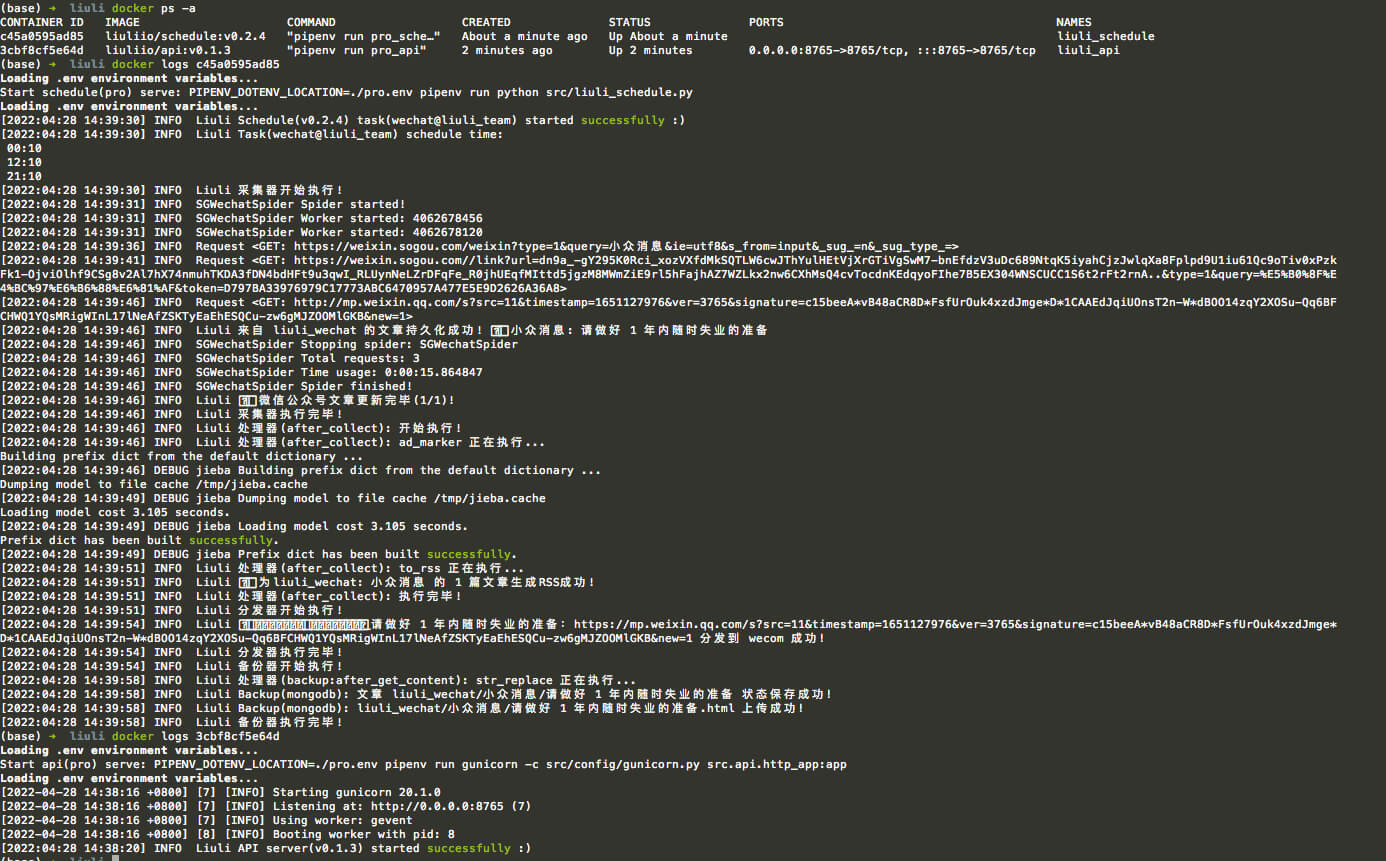 (base) → liuli docker ps -a
CONTAINER ID   IMAGE                    COMMAND                  CREATED              STATUS              PORTS                                       NAMES
c45a0595ad85   liuliio/schedule:v0.2.4   "pipenv run pro_sche…"   About a minute ago   Up About a minute                                               liuli_schedule
3cbf8cf5e64d   liuliio/api:v0.1.3        "pipenv run pro_api"     2 minutes ago        Up 2 minutes        0.0.0.0:8765->8765/tcp, :::8765->8765/tcp   liuli_api
(base) → liuli docker logs c45a0595ad85
Loading .env environment variables...
Start schedule(pro) serve: PIPENV_DOTENV_LOCATION=./pro.env pipenv run python src/liuli_schedule.py
Loading .env environment variables...
[2022:04:28 14:39:30] INFO  Liuli Schedule(v0.2.4) task(wechat@liuli_team) started successfully :)
[2022:04:28 14:39:30] INFO  Liuli Task(wechat@liuli_team) schedule time:
00:10
12:10
21:10
[2022:04:28 14:39:30] INFO  Liuli 采集器开始执行!
[2022:04:28 14:39:31] INFO  SGWechatSpider Spider started!
[2022:04:28 14:39:31] INFO  SGWechatSpider Worker started: 4062678456
[2022:04:28 14:39:31] INFO  SGWechatSpider Worker started: 4062678120
[2022:04:28 14:39:36] INFO  Request <GET: https://weixin.sogou.com/weixin?type=1&query=小众消息&ie=utf8&s_from=input&_sug_=n&_sug_type_=>
[2022:04:28 14:39:41] INFO  Request <GET: https://weixin.sogou.com//link?url=dn9a_-gY295K0Rci_xozVXfdMkSQTLW6cwJThYulHEtVjXrGTiVgSwM7-bnEfdzV3uDc689NtqK5iyahCjzJwlqXa8Fplpd9U1iu61Qc9oTiv0xPzk
Fk1-OjviOlhf9CSg8v2Al7hX74nmuhTKDA3fDN4bdHFt9u3qwI_RLUynNeLZrDFqFe_R0jhUEqfMIttd5jgzM8MWmZiE9rl5hFajhAZ7WZLkx2nw6CXhMsQ4cvTocdnKEdqyoFIhe7B5EX304WNSCUCC1S6t2rFt2rnA..&type=1&query=%E5%B0%8F%E
4%BC%97%E6%B6%88%E6%81%AF&token=D797BA33976979C17773ABC6470957A477E5E9D2626A36A8>
[2022:04:28 14:39:46] INFO  Request <GET: http://mp.weixin.qq.com/s?src=11&timestamp=1651127976&ver=3765&signature=c15beeA*vB48aCR8D*FsfUrOuk4xzdJmge*D*1CAAEdJqiUOnsT2n-W*dBOO14zqY2XOSu-Qq6BF
CHWQ1YQsMRigWInL17lNeAfZSKTyEaEhESQCu-zw6gMJZOOMlGKB&new=1>
[2022:04:28 14:39:46] INFO  Liuli 来自 liuli_wechat 的文章持久化成功! 小众消息: 请做好 1 年内随时失业的准备
[2022:04:28 14:39:46] INFO  SGWechatSpider Stopping spider: SGWechatSpider
[2022:04:28 14:39:46] INFO  SGWechatSpider Total requests: 3
[2022:04:28 14:39:46] INFO  SGWechatSpider Time usage: 0:00:15.864847
[2022:04:28 14:39:46] INFO  SGWechatSpider Spider finished!
[2022:04:28 14:39:46] INFO  Liuli 微信公众号文章更新完毕(1/1)!
[2022:04:28 14:39:46] INFO  Liuli 采集器执行完毕!
[2022:04:28 14:39:46] INFO  Liuli 处理器(after_collect): 开始执行!
[2022:04:28 14:39:46] INFO  Liuli 处理器(after_collect): ad_marker 正在执行...
Building prefix dict from the default dictionary ...
[2022:04:28 14:39:46] DEBUG jieba Building prefix dict from the default dictionary ...
Dumping model to file cache /tmp/jieba.cache
[2022:04:28 14:39:49] DEBUG jieba Dumping model to file cache /tmp/jieba.cache
Loading model cost 3.105 seconds.
[2022:04:28 14:39:49] DEBUG jieba Loading model cost 3.105 seconds.
Prefix dict has been built successfully.
[2022:04:28 14:39:49] DEBUG jieba Prefix dict has been built successfully.
[2022:04:28 14:39:51] INFO  Liuli 处理器(after_collect): to_rss 正在执行...
[2022:04:28 14:39:51] INFO  Liuli 为liuli_wechat: 小众消息 的 1 篇文章生成RSS成功!
[2022:04:28 14:39:51] INFO  Liuli 处理器(after_collect): 执行完毕!
[2022:04:28 14:39:51] INFO  Liuli 分发器开始执行!
[2022:04:28 14:39:54] INFO  Liuli 请做好 1 年内随时失业的准备: https://mp.weixin.qq.com/s?src=11&timestamp=1651127976&ver=3765&signature=c15beeA*vB48aCR8D*FsfUrOuk4xzdJmge*
D*1CAAEdJqiUOnsT2n-W*dBOO14zqY2XOSu-Qq6BFCHWQ1YQsMRigWInL17lNeAfZSKTyEaEhESQCu-zw6gMJZOOMlGKB&new=1 分发到 wecom 成功!
[2022:04:28 14:39:54] INFO  Liuli 分发器执行完毕!
[2022:04:28 14:39:54] INFO  Liuli 备份器开始执行!
[2022:04:28 14:39:58] INFO  Liuli 处理器(backup:after_get_content): str_replace 正在执行...
[2022:04:28 14:39:58] INFO  Liuli Backup(mongodb): 文章 liuli_wechat/小众消息/请做好 1 年内随时失业的准备 状态保存成功!
[2022:04:28 14:39:58] INFO  Liuli Backup(mongodb): liuli_wechat/小众消息/请做好 1 年内随时失业的准备.html 上传成功!
[2022:04:28 14:39:58] INFO  Liuli 备份器执行完毕!
(base) → liuli docker logs 3cbf8cf5e64d
Loading .env environment variables...
Start api(pro) serve: PIPENV_DOTENV_LOCATION=./pro.env pipenv run gunicorn -c src/config/gunicorn.py src.api.http_app:app
Loading .env environment variables...
[2022-04-28 14:38:16 +0800] [7] [INFO] Starting gunicorn 20.1.0
[2022-04-28 14:38:16 +0800] [7] [INFO] Listening at: http://0.0.0.0:8765 (7)
[2022-04-28 14:38:16 +0800] [7] [INFO] Using worker: gevent
[2022-04-28 14:38:16 +0800] [8] [INFO] Booting worker with pid: 8
[2022:04:28 14:38:20] INFO  Liuli API server(v0.1.3) started successfully :)